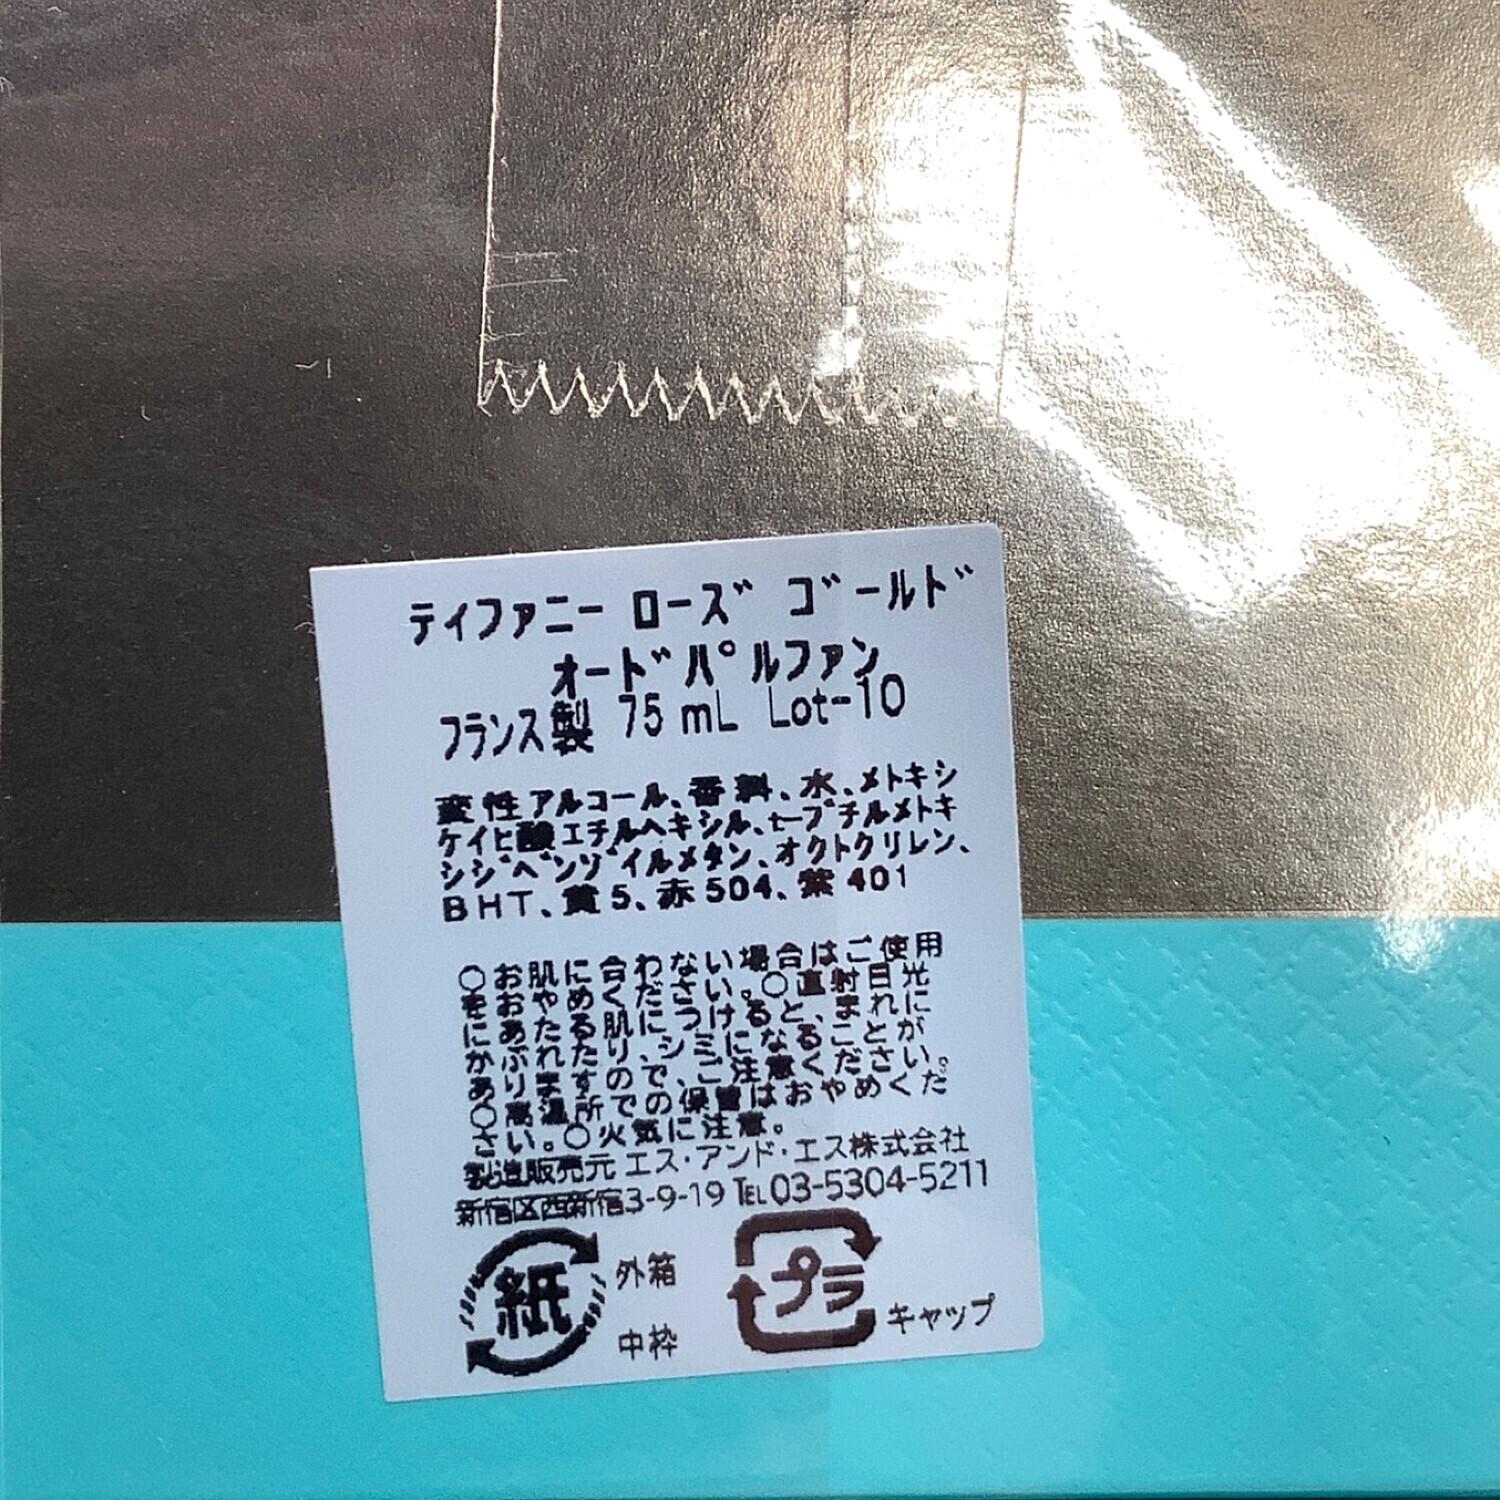 ティファニー ローズ ゴールド
オードパルファン
フランス製 75 mL Lot-10
変性アルコール、香料、水、メトキシ
ケイヒ酸エチルヘキシル、t-ブチルメトキ
シジベンゾイルメタン、オクトクリレン、
BHT、黄5、赤504、紫401
○お肌に合わない場合はご使用
をおやめください。○直射日光
にあたる肌につけると、まれに
かぶれたり、シミになることが
ありますので、ご注意ください。
○高温所での保管はおやめくだ
さい。○火気に注意。
製造販売元 エス・アンド・エス株式会社
新宿区西新宿3-9-19 TEL03-5304-5211
紙 外箱
中枠
プラ キャップ